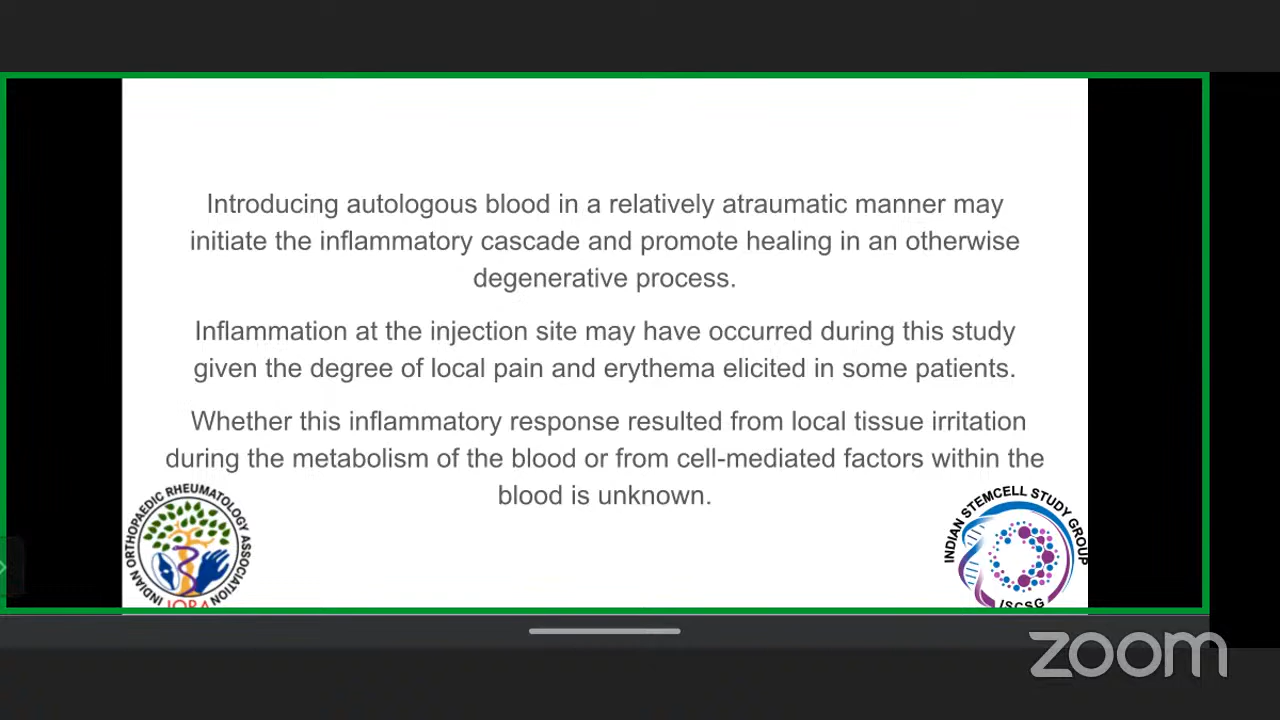 Introducing autologous blood in a relatively atraumatic manner may
initiate the inflammatory cascade and promote healing in an otherwise
degenerative process.
Inflammation at the injection site may have occurred during this study
given the degree of local pain and erythema elicited in some patients.
Whether this inflammatory response resulted from local tissue irritation
during the metabolism of the blood or from cell-mediated factors within the
blood is unknown.
INDIAN ORTHOPAEDIC RHEUMATOLOGY ASSOCIATION
IORA
INDIAN STEMCELL STUDY GROUP
ISCSG
zoom